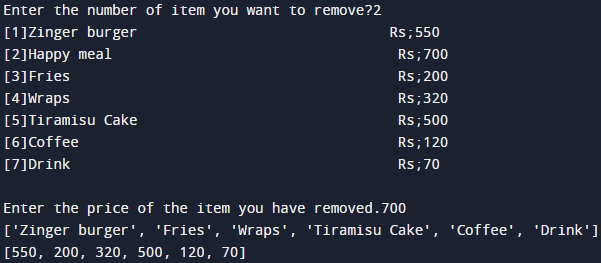 Enter the number of item you want to remove?2
[1]Zinger burger Rs;550
[2]Happy meal Rs;700
[3]Fries Rs;200
[4]Wraps Rs;320
[5]Tiramisu Cake Rs;500
[6]Coffee Rs;120
[7]Drink Rs;70
Enter the price of the item you have removed.700
['Zinger burger', 'Fries', 'Wraps', 'Tiramisu Cake', 'Coffee', 'Drink']
[550, 200, 320, 500, 120, 70]